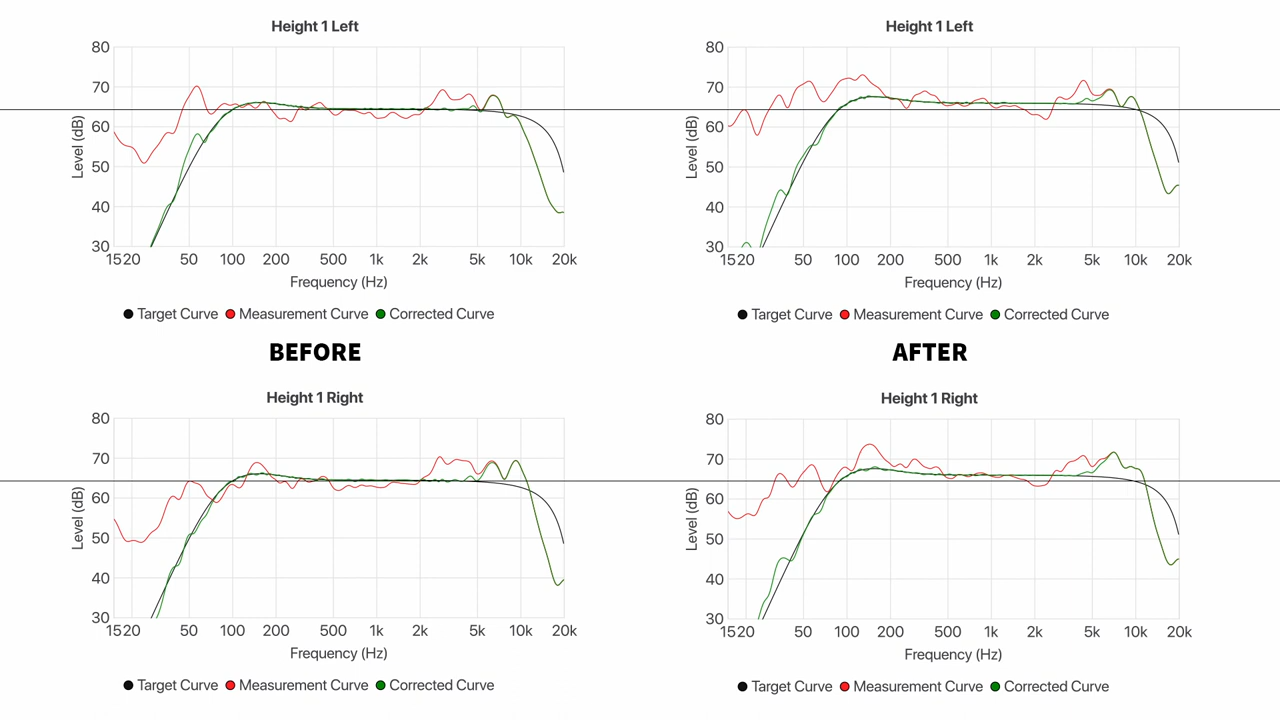 Height 1 Left
80
70
60
50
40
30
Level (dB)
15 20 50 100 200 500 1k 2k 5k 10k 20k
Frequency (Hz)
Target Curve Measurement Curve Corrected Curve
Height 1 Left
80
70
60
50
40
30
Level (dB)
15 20 50 100 200 500 1k 2k 5k 10k 20k
Frequency (Hz)
Target Curve Measurement Curve Corrected Curve
BEFORE
AFTER
Height 1 Right
80
70
60
50
40
30
Level (dB)
15 20 50 100 200 500 1k 2k 5k 10k 20k
Frequency (Hz)
Target Curve Measurement Curve Corrected Curve
Height 1 Right
80
70
60
50
40
30
Level (dB)
15 20 50 100 200 500 1k 2k 5k 10k 20k
Frequency (Hz)
Target Curve Measurement Curve Corrected Curve